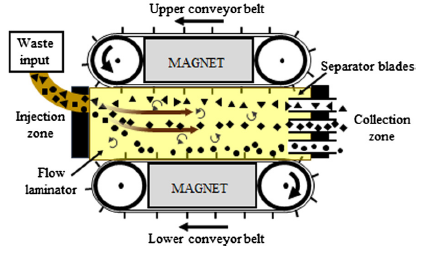 Upper conveyor belt
Waste
input
MAGNET
Separator blades
Injection
zone
Collection
zone
Flow
laminator
MAGNET
Lower conveyor belt